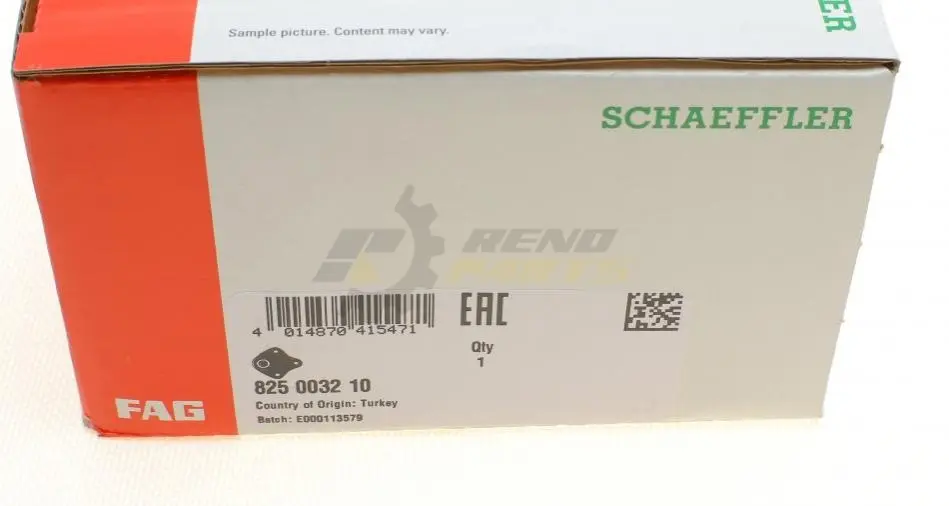 Sample picture. Content may vary.
ER
SCHAEFFLER
RENO
PARTS
4 014870 415471
EAC
Qty
1
825 0032 10
Country of Origin: Turkey
Batch: E000113579
FAG